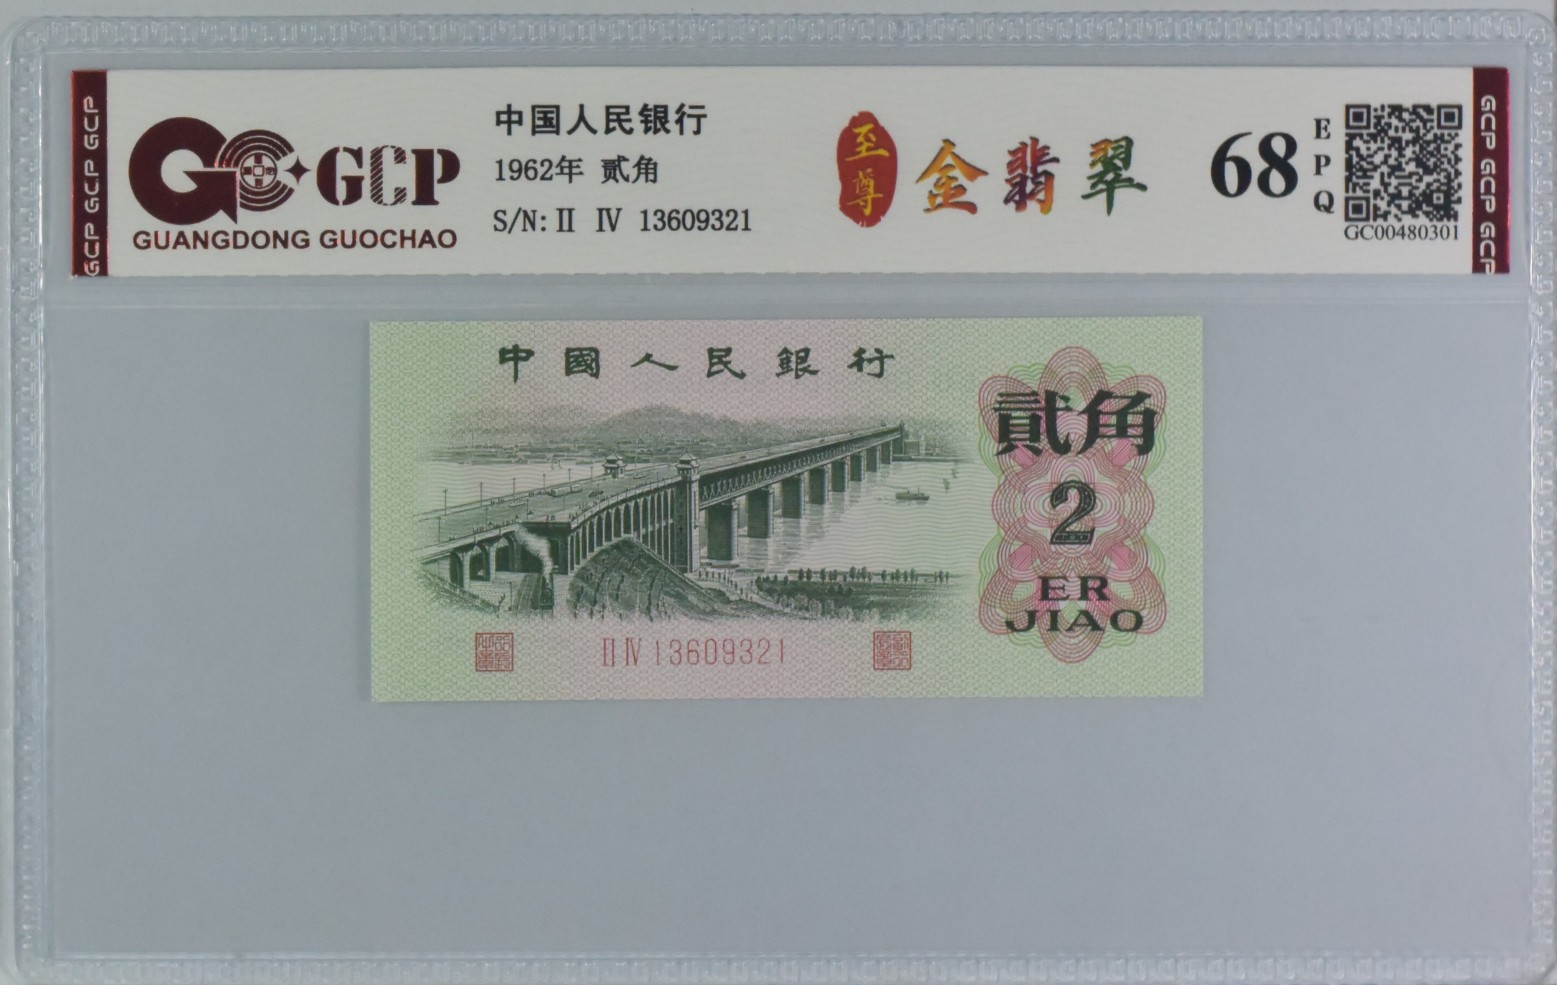 GCP GCP GCP
GCP
GUANGDONG GUOCHAO
中国人民银行
1962年 贰角
S/N: II IV 13609321
至尊
金翡翠
68
EPQ
GC00480301
GCP GCP GCP
中國人民銀行
貳角
2
ER
JIAO
II IV 13609321